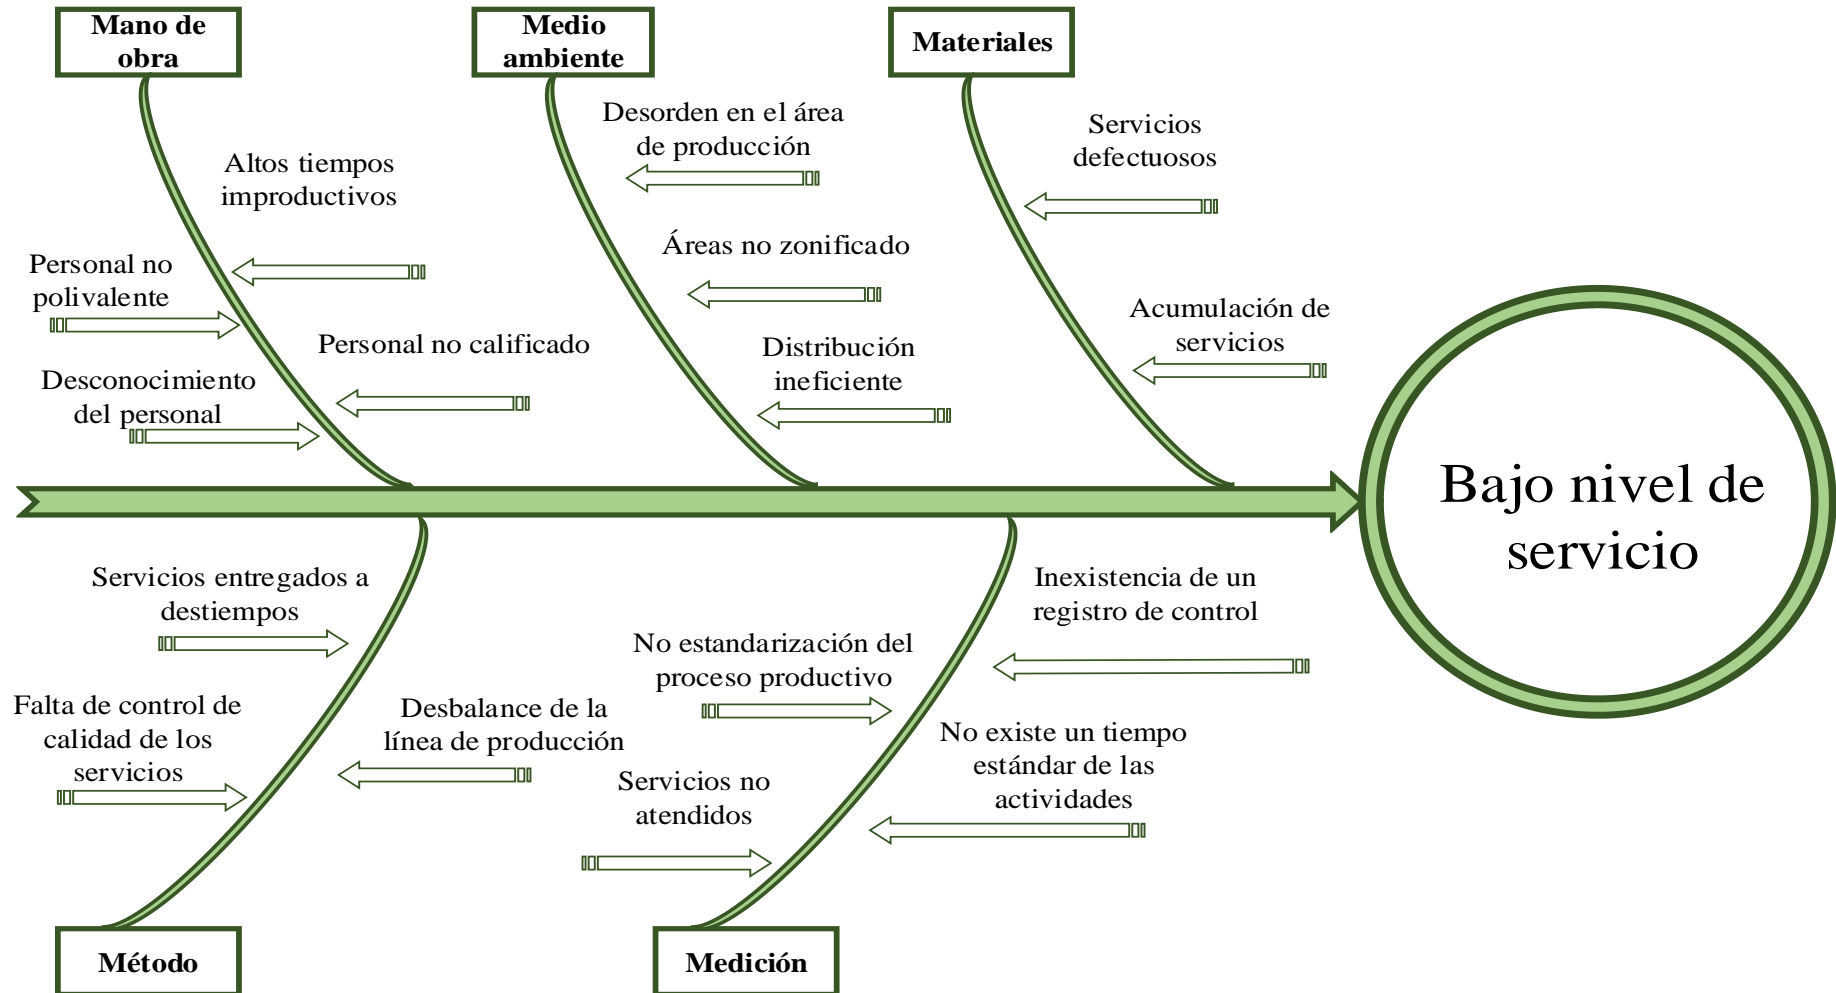 Mano de
obra
Medio
ambiente
Materiales
Altos tiempos
improductivos
Personal no
polivalente
Personal no calificado
Desconocimiento
del personal
Desorden en el área
de producción
Áreas no zonificado
Distribución
ineficiente
Servicios
defectuosos
Acumulación de
servicios
Bajo nivel de
servicio
Servicios entregados a
destiempos
Falta de control de
calidad de los
servicios
Desbalance de la
línea de producción
No estandarización del
proceso productivo
Servicios no
atendidos
Inexistencia de un
registro de control
No existe un tiempo
estándar de las
actividades
Método
Medición